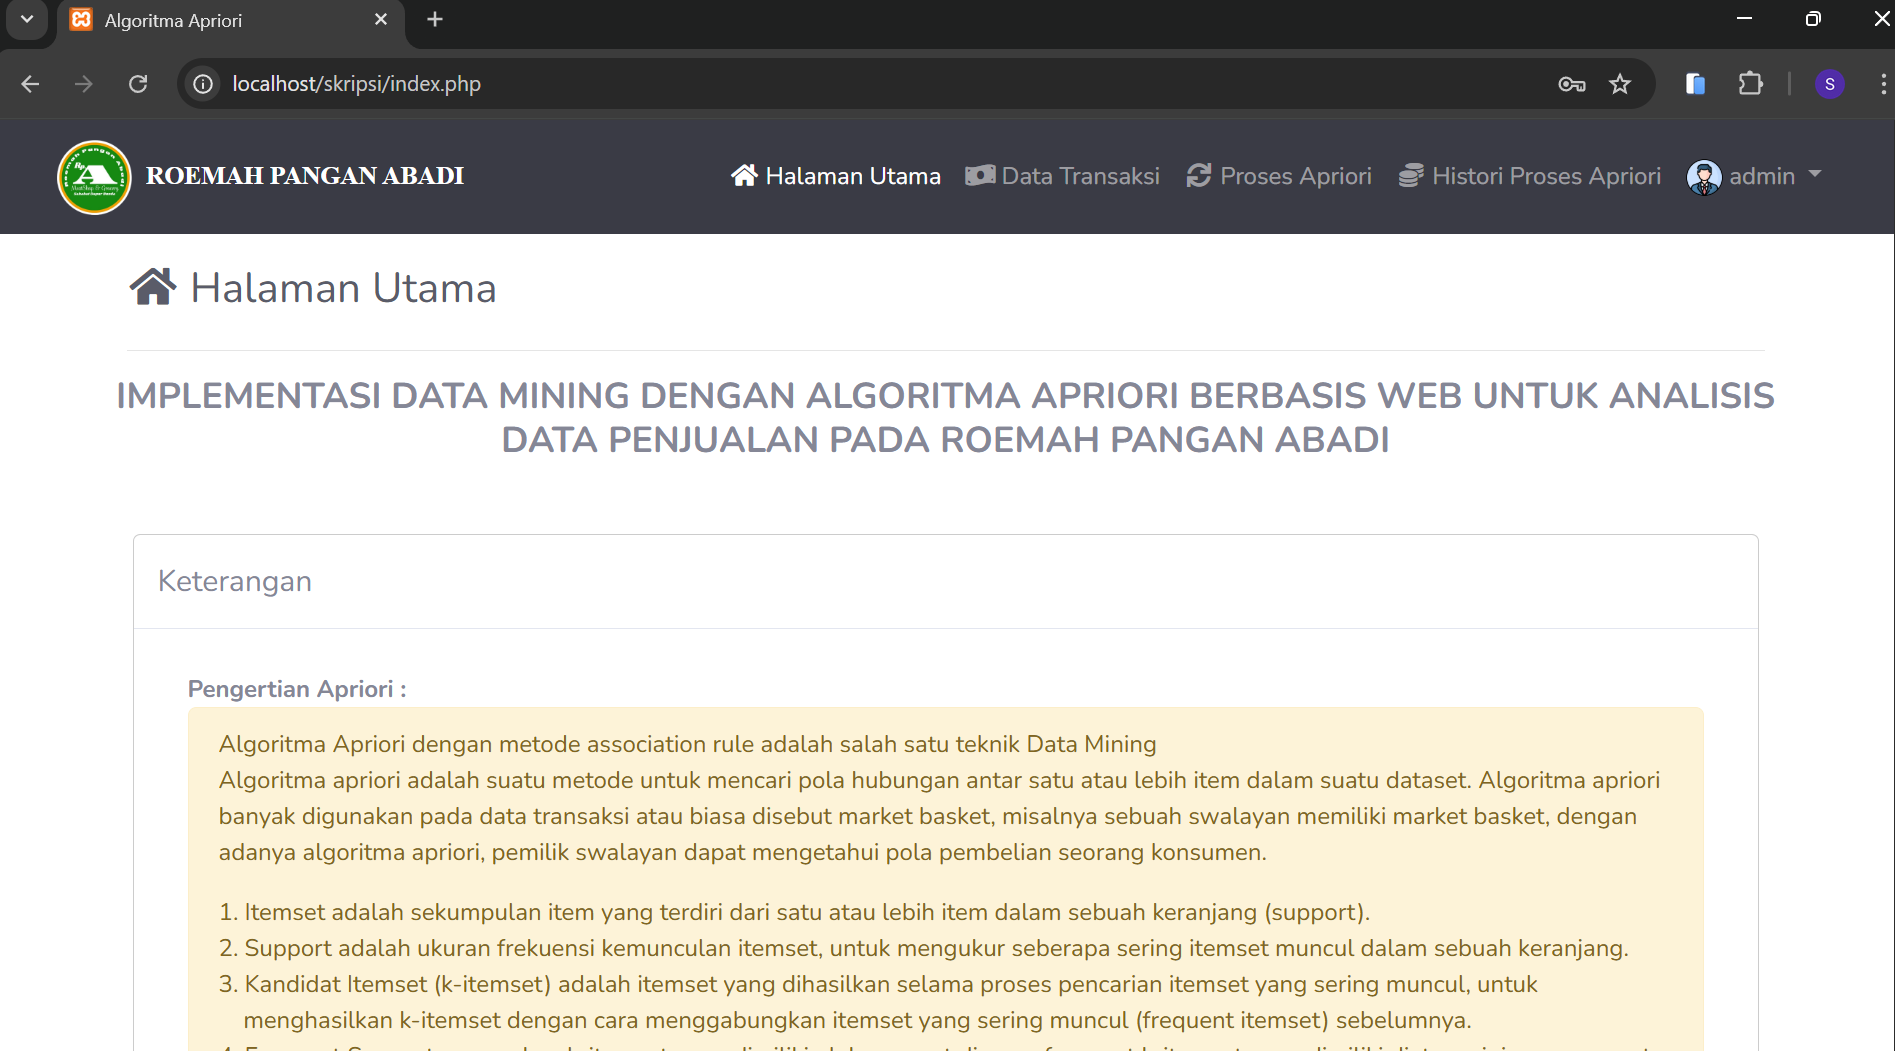 Algoritma Apriori
localhost/skripsi/index.php
S
ROEMAH PANGAN ABADI
Halaman Utama
Data Transaksi
Proses Apriori
Histori Proses Apriori
admin
Halaman Utama
IMPLEMENTASI DATA MINING DENGAN ALGORITMA APRIORI BERBASIS WEB UNTUK ANALISIS
DATA PENJUALAN PADA ROEMAH PANGAN ABADI
Keterangan
Pengertian Apriori :
Algoritma Apriori dengan metode association rule adalah salah satu teknik Data Mining
Algoritma apriori adalah suatu metode untuk mencari pola hubungan antar satu atau lebih item dalam suatu dataset. Algoritma apriori
banyak digunakan pada data transaksi atau biasa disebut market basket, misalnya sebuah swalayan memiliki market basket, dengan
adanya algoritma apriori, pemilik swalayan dapat mengetahui pola pembelian seorang konsumen.
1. Itemset adalah sekumpulan item yang terdiri dari satu atau lebih item dalam sebuah keranjang (support).
2. Support adalah ukuran frekuensi kemunculan itemset, untuk mengukur seberapa sering itemset muncul dalam sebuah keranjang.
3. Kandidat Itemset (k-itemset) adalah itemset yang dihasilkan selama proses pencarian itemset yang sering muncul, untuk
menghasilkan k-itemset dengan cara menggabungkan itemset yang sering muncul (frequent itemset) sebelumnya.